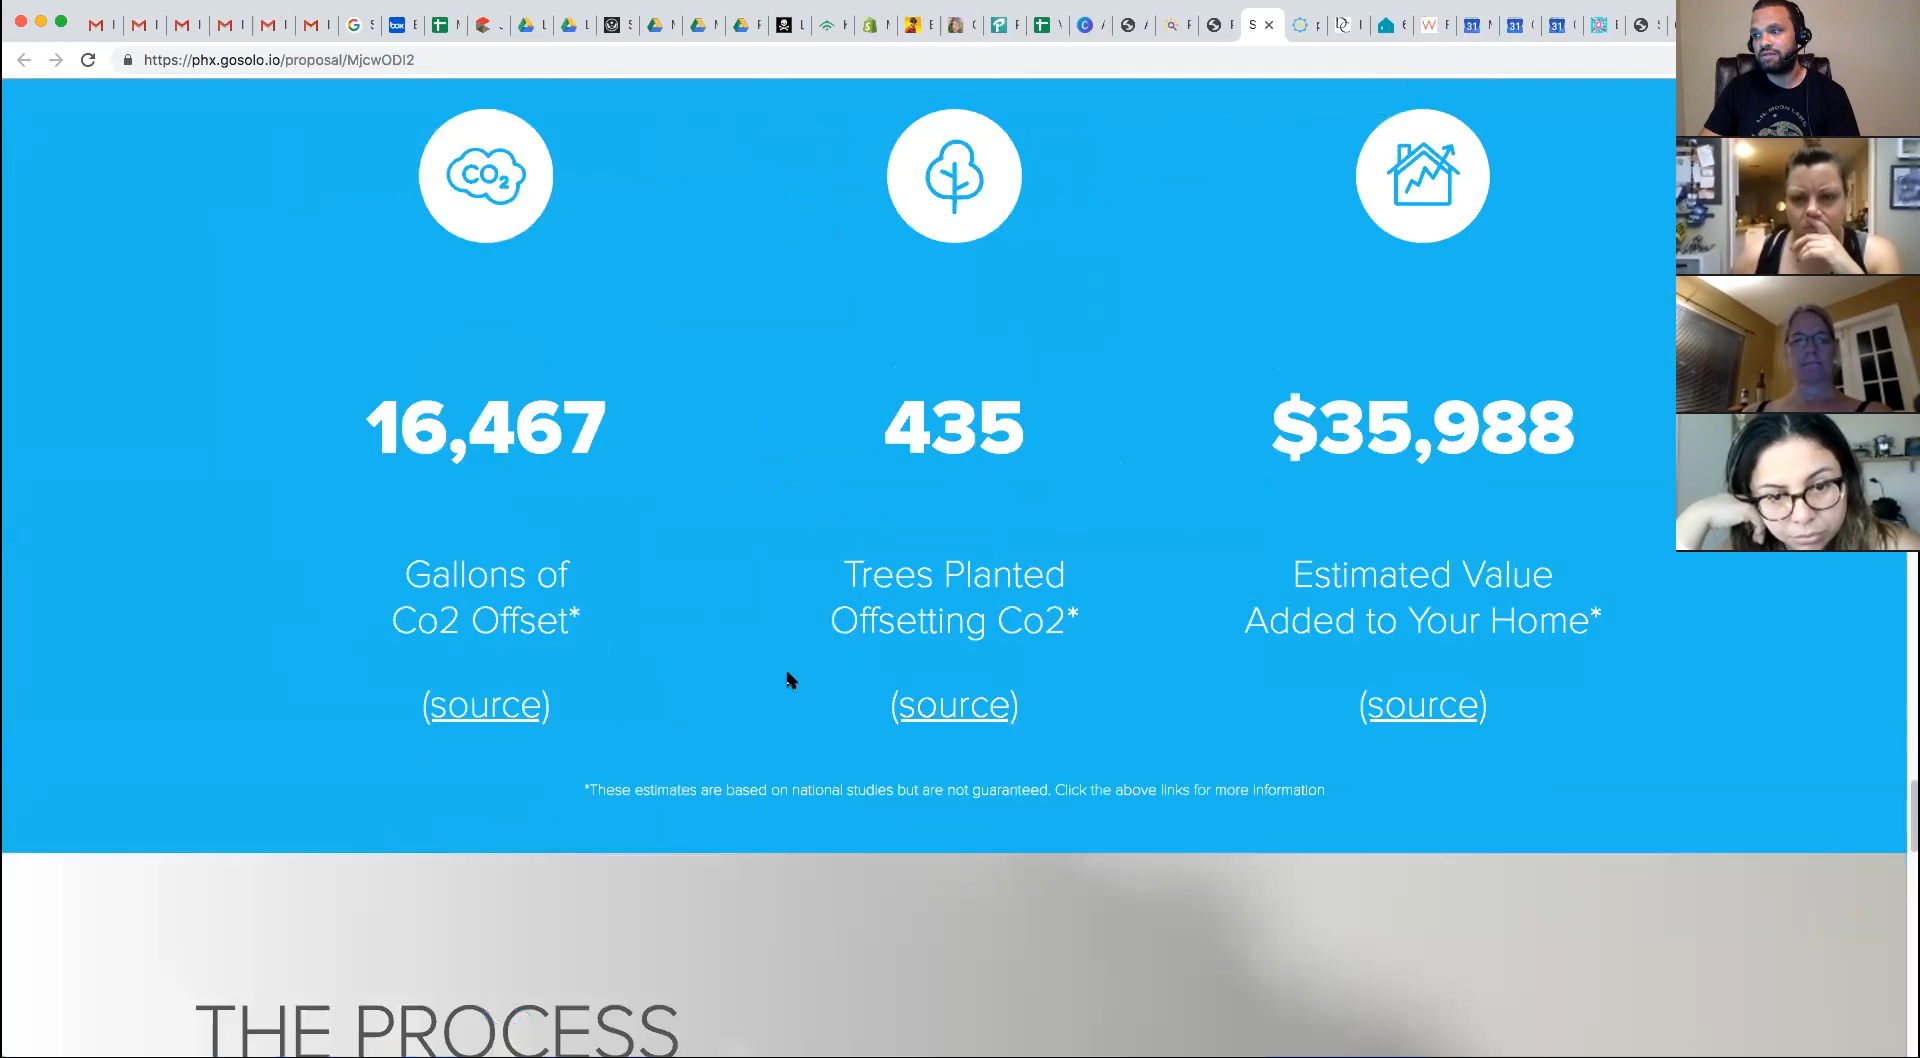 https://phx.gosolo.io/proposal/MjcwODI2
CO2
16,467
435
$35,988
Gallons of
Co2 Offset*
Trees Planted
Offsetting Co2*
Estimated Value
Added to Your Home*
(source)
(source)
(source)
*These estimates are based on national studies but are not guaranteed. Click the above links for more information
THE PROCESS